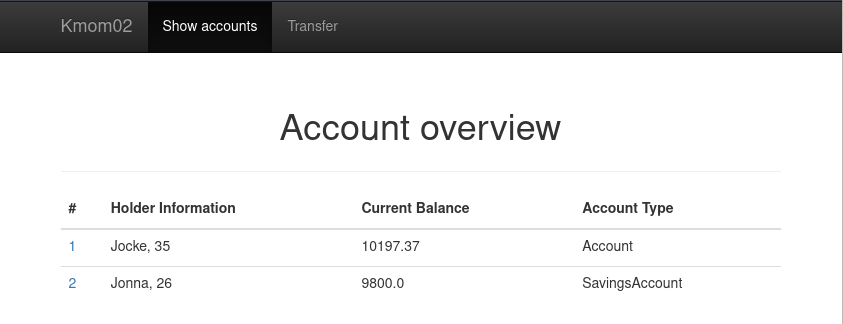 Kmom02 Show accounts Transfer
Account overview
# Holder Information Current Balance Account Type
1 Jocke, 35 10197.37 Account
2 Jonna, 26 9800.0 SavingsAccount